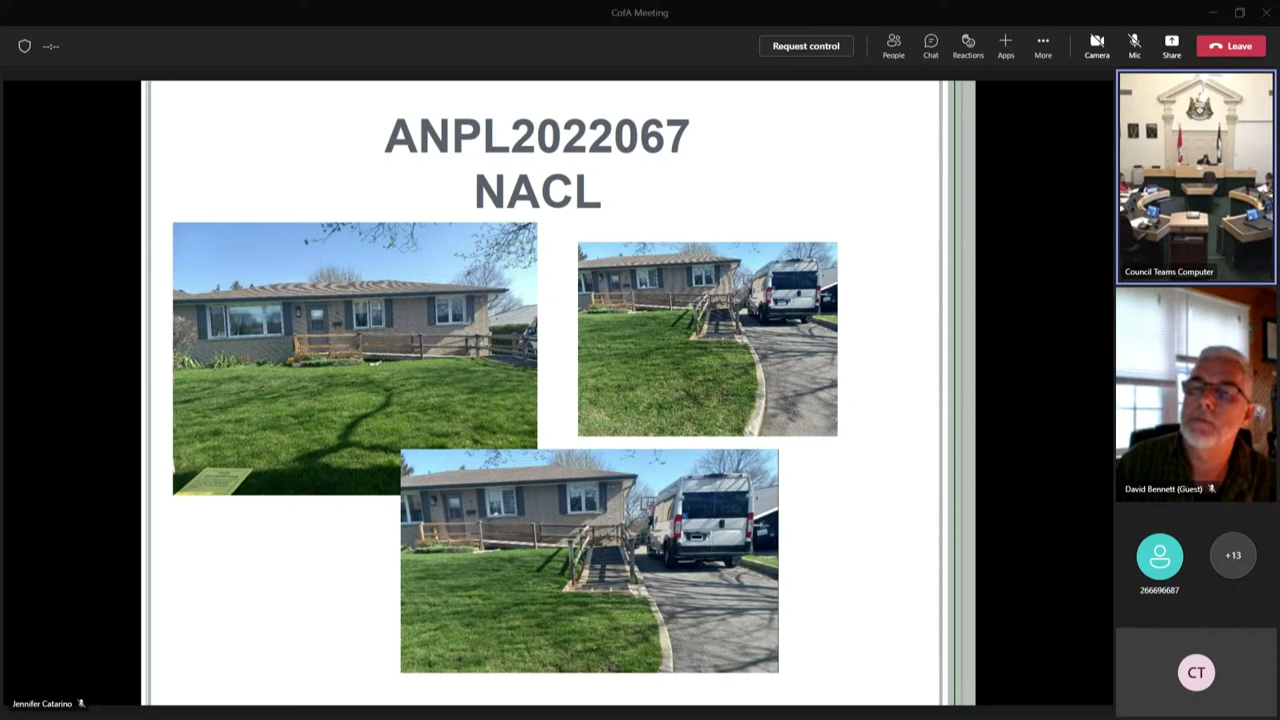 CofA Meeting
--:--
Request control
People
Chat
Reactions
Apps
More
Camera
Mic
Share
Leave
ANPL2022067
NACL
Council Teams Computer
David Bennett (Guest)
266696687
+13
CT
Jennifer Catarino